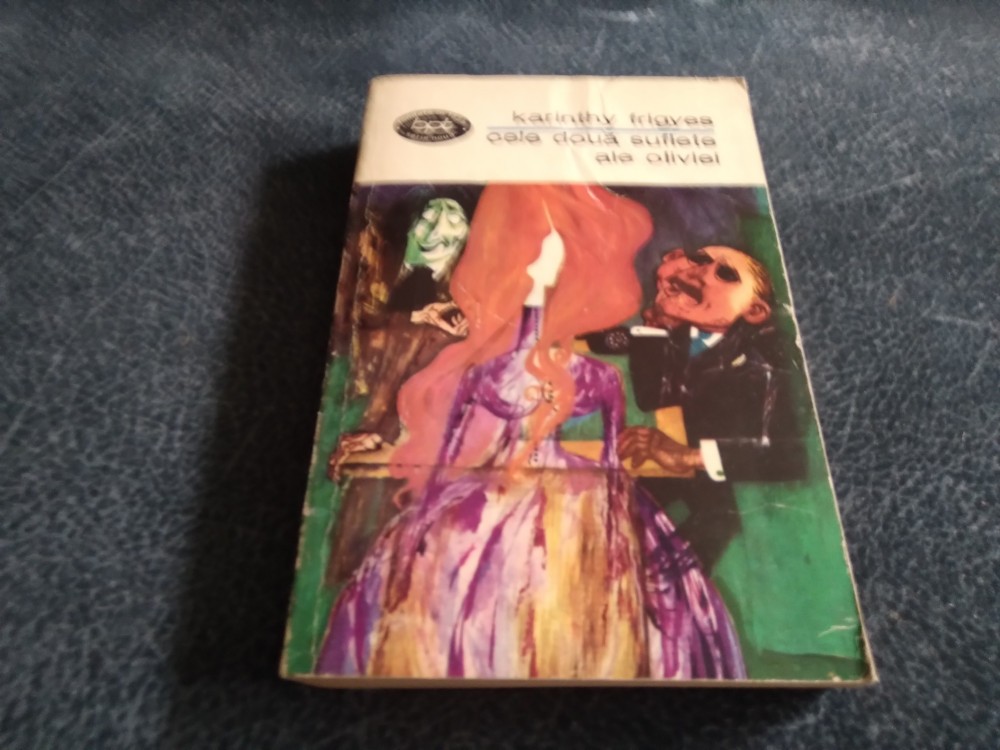 karinthy frigyes
cele două suflete
ale oliviei